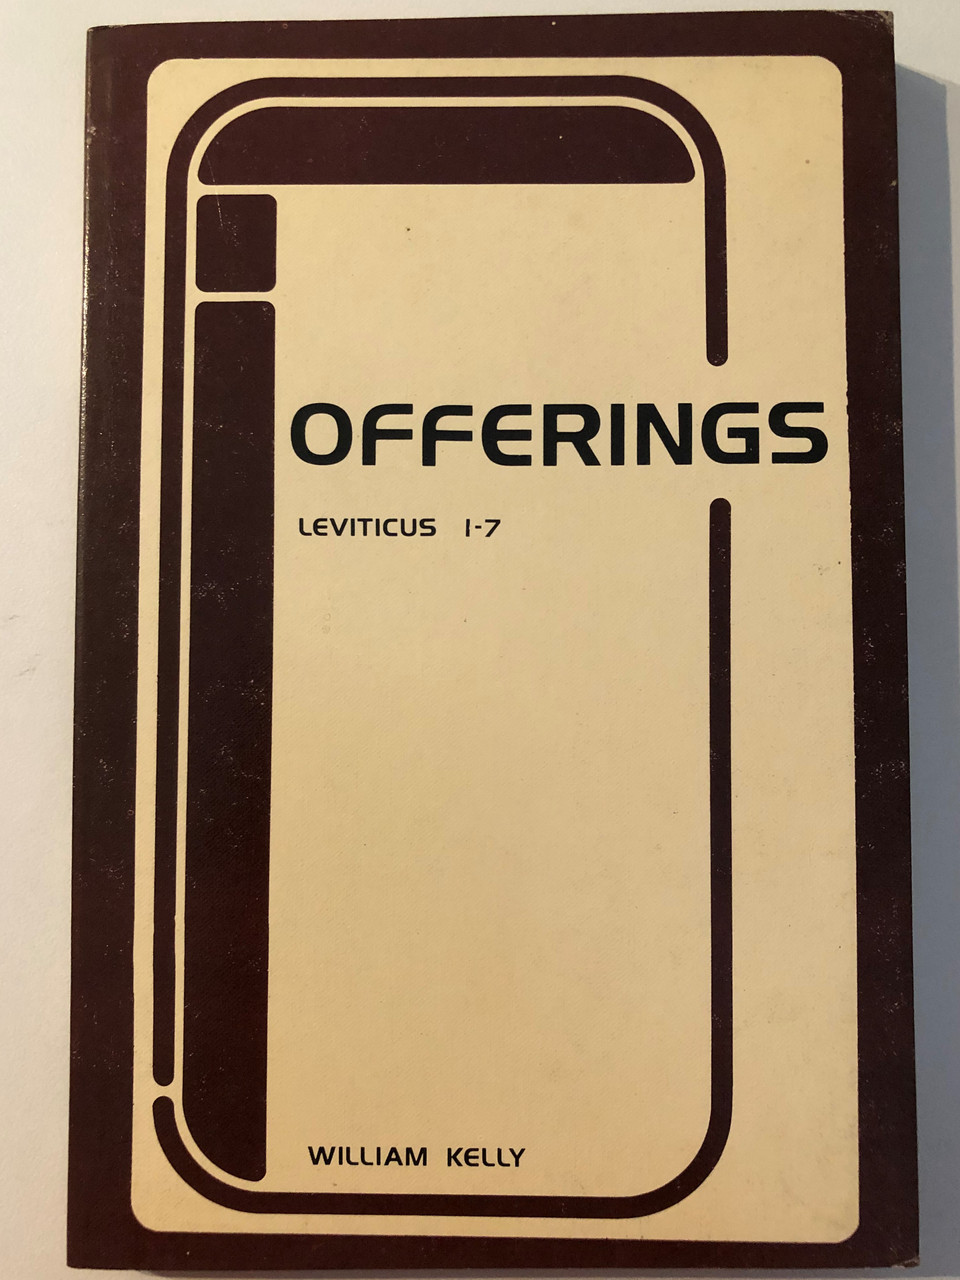 OFFERINGS
LEVITICUS 1-7
WILLIAM KELLY